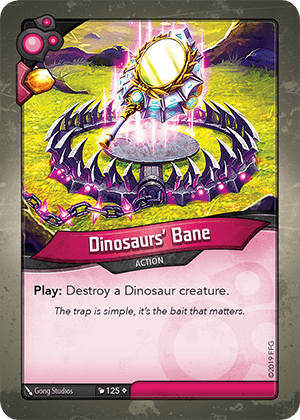 Dinosaurs' Bane
ACTION
Play: Destroy a Dinosaur creature.
The trap is simple, it's the bait that matters.
Gong Studios
125
©2019 FFG